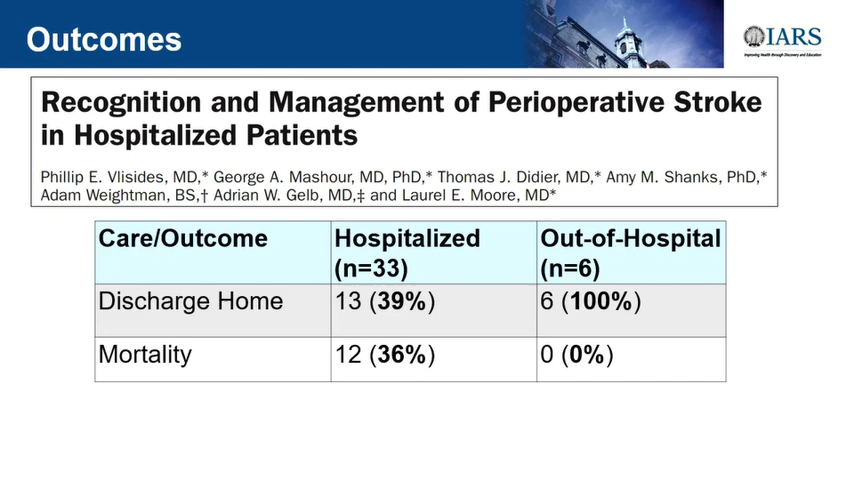 Outcomes
IARS
Improving Health through Discovery and Education
Recognition and Management of Perioperative Stroke
in Hospitalized Patients
Phillip E. Vlisides, MD,* George A. Mashour, MD, PhD,* Thomas J. Didier, MD,* Amy M. Shanks, PhD,*
Adam Weightman, BS,† Adrian W. Gelb, MD,‡ and Laurel E. Moore, MD*
Care/Outcome Hospitalized Out-of-Hospital
(n=33) (n=6)
Discharge Home 13 (39%) 6 (100%)
Mortality 12 (36%) 0 (0%)